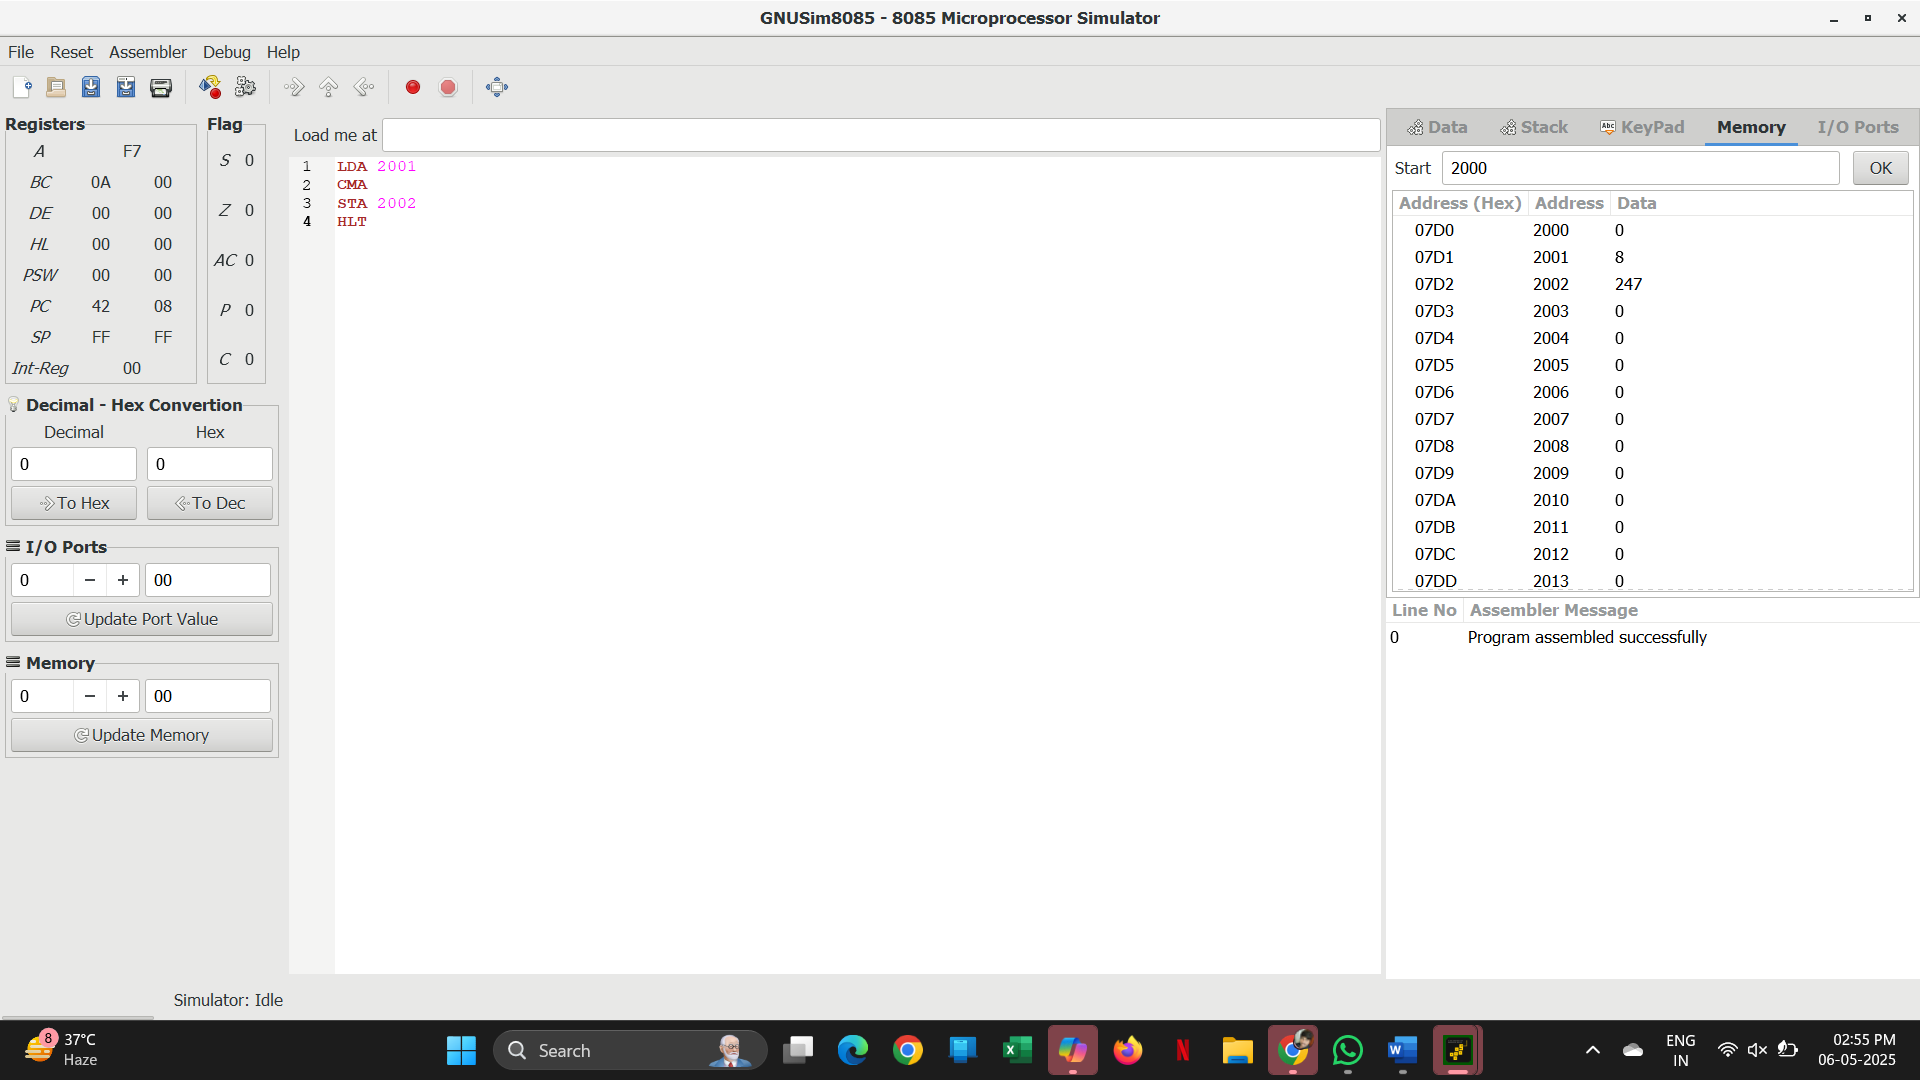 GNUSim8085 - 8085 Microprocessor Simulator
File Reset Assembler Debug Help
Registers
A F7
BC 0A 00
DE 00 00
HL 00 00
PSW 00 00
PC 42 08
SP FF FF
Int-Reg 00
Flag
S 0
Z 0
AC 0
P 0
C 0
Decimal - Hex Convertion
Decimal Hex
0 0
To Hex To Dec
I/O Ports
0 − + 00
Update Port Value
Memory
0 − + 00
Update Memory
Load me at
1 LDA 2001
2 CMA
3 STA 2002
4 HLT
Data Stack Abc KeyPad Memory I/O Ports
Start 2000 OK
Address (Hex) Address Data
07D0 2000 0
07D1 2001 8
07D2 2002 247
07D3 2003 0
07D4 2004 0
07D5 2005 0
07D6 2006 0
07D7 2007 0
07D8 2008 0
07D9 2009 0
07DA 2010 0
07DB 2011 0
07DC 2012 0
07DD 2013 0
Line No Assembler Message
0 Program assembled successfully
Simulator: Idle
8 37°C
Haze
Search
N
W
ENG
IN
02:55 PM
06-05-2025